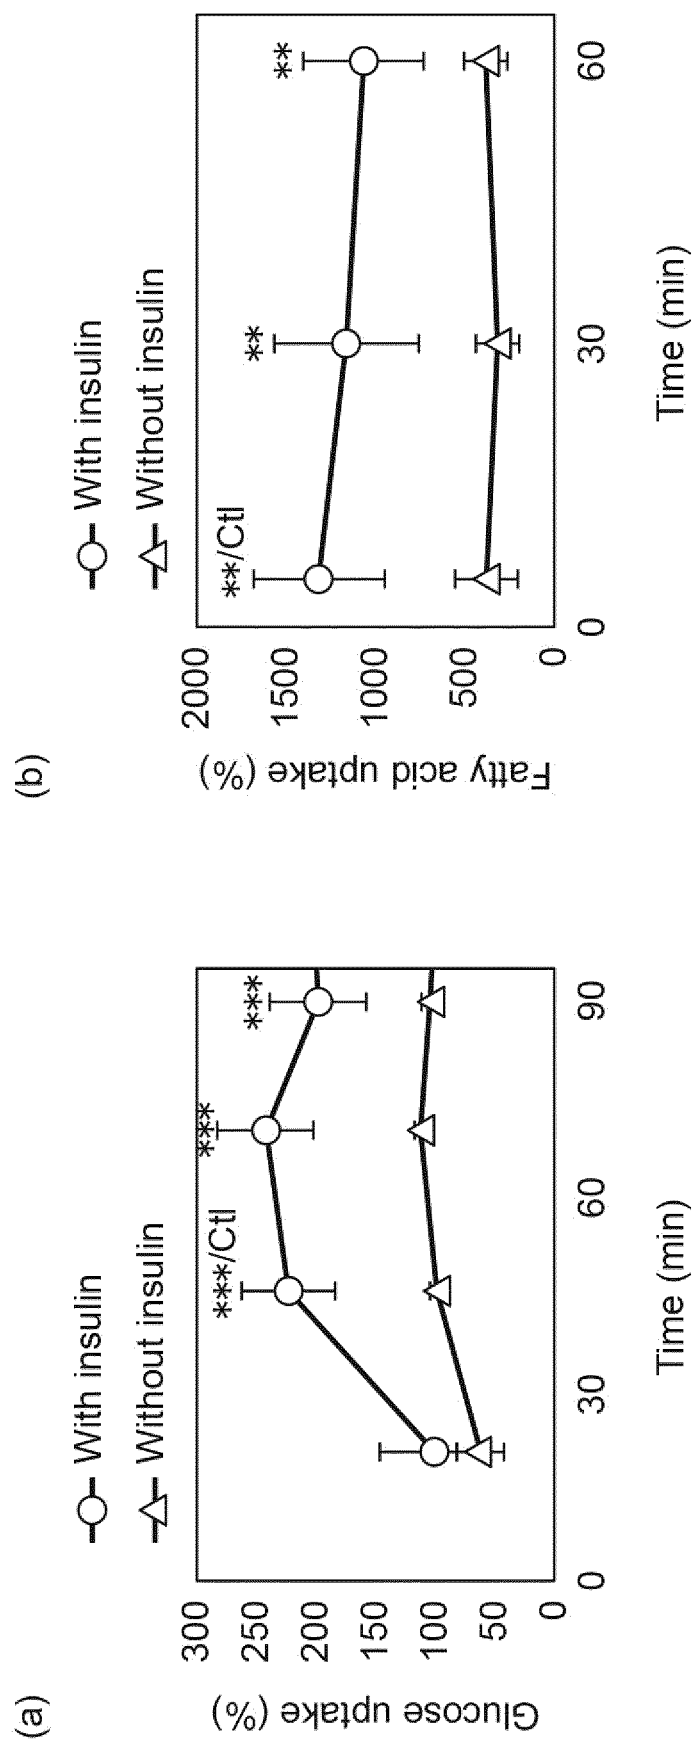 (a)
With insulin
Without insulin
Glucose uptake (%)
300
250
200
150
100
50
0
***/Ctl
***
***
0
30
60
90
Time (min)
(b)
With insulin
Without insulin
Fatty acid uptake (%)
2000
1500
1000
500
0
**/Ctl
**
**
0
30
60
Time (min)